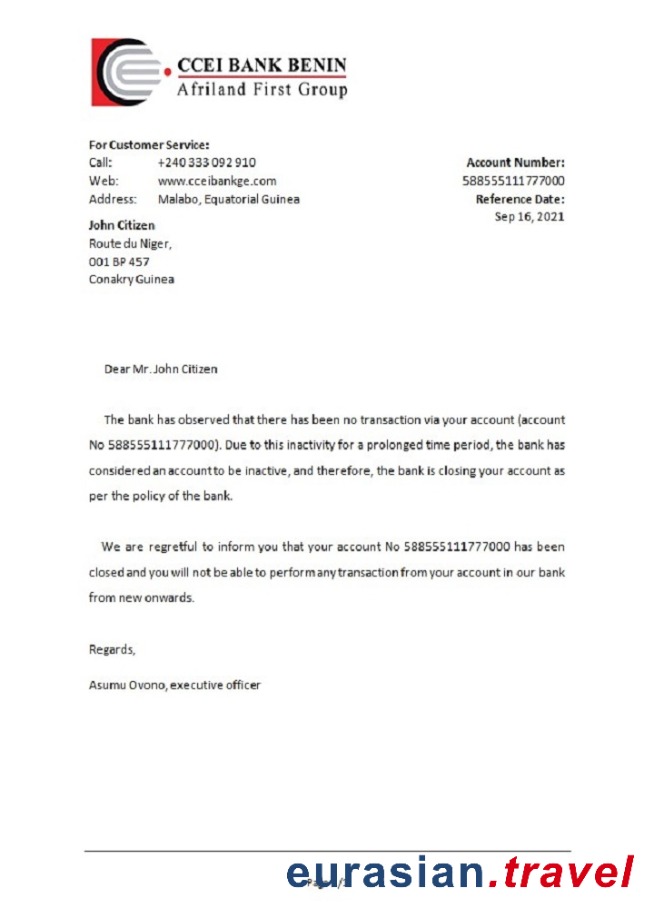 CCEI BANK BENIN
Afriland First Group
For Customer Service:
Call: +240 333 092 910
Web: www.cceibankge.com
Address: Malabo, Equatorial Guinea
Account Number:
588555111777000
Reference Date:
Sep 16, 2021
John Citizen
Route du Niger,
001 BP 457
Conakry Guinea
Dear Mr. John Citizen
The bank has observed that there has been no transaction via your account (account
No 588555111777000). Due to this inactivity for a prolonged time period, the bank has
considered an account to be inactive, and therefore, the bank is closing your account as
per the policy of the bank.
We are regretful to inform you that your account No 588555111777000 has been
closed and you will not be able to perform any transaction from your account in our bank
from new onwards.
Regards,
Asumu Ovono, executive officer
eurasian.travel